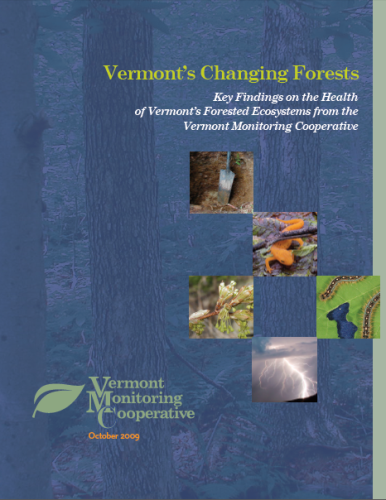 Vermont's Changing Forests
Key Findings on the Health
of Vermont's Forested Ecosystems from the
Vermont Monitoring Cooperative
Vermont
Monitoring
Cooperative
October 2009